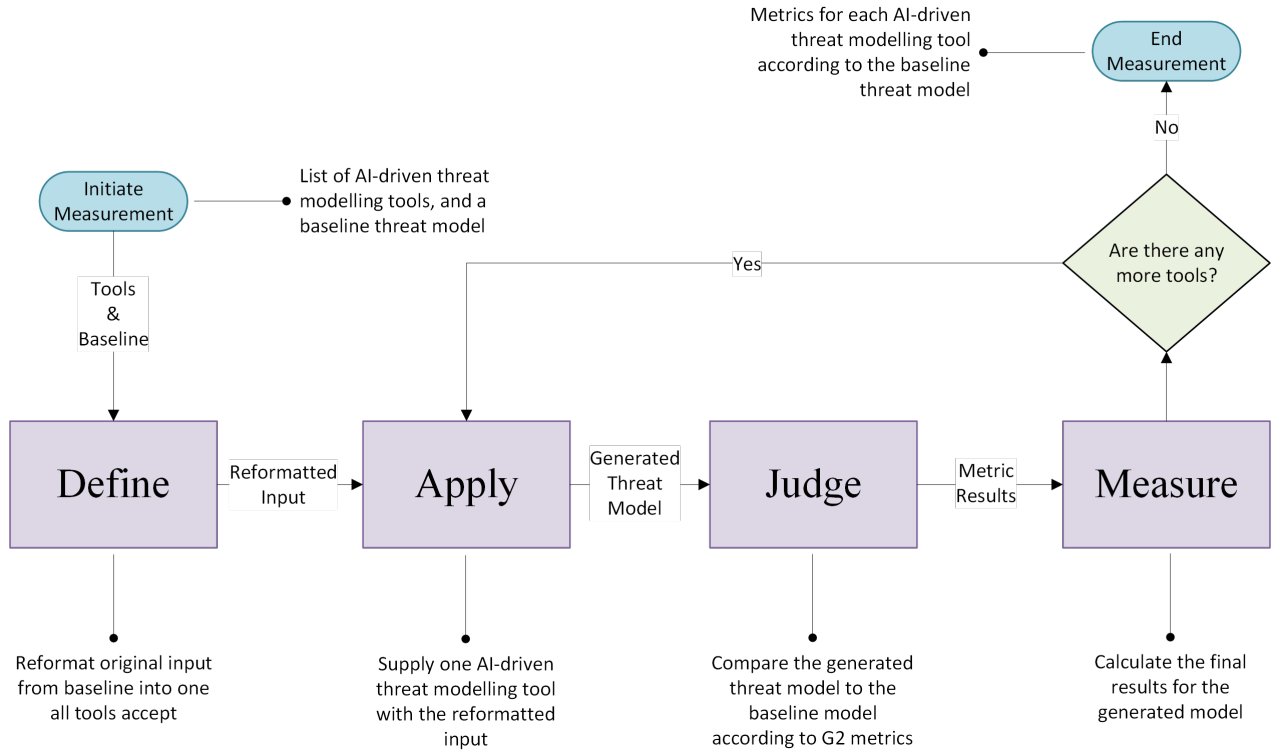 Metrics for each AI-driven
threat modelling tool
according to the baseline
threat model
End
Measurement
No
Initiate
Measurement
List of AI-driven threat
modelling tools, and a
baseline threat model
Are there any
more tools?
Yes
Tools
&
Baseline
Define
Reformatted
Input
Apply
Generated
Threat
Model
Judge
Metric
Results
Measure
Reformat original input
from baseline into one
all tools accept
Supply one AI-driven
threat modelling tool
with the reformatted
input
Compare the generated
threat model to the
baseline model
according to G2 metrics
Calculate the final
results for the
generated model